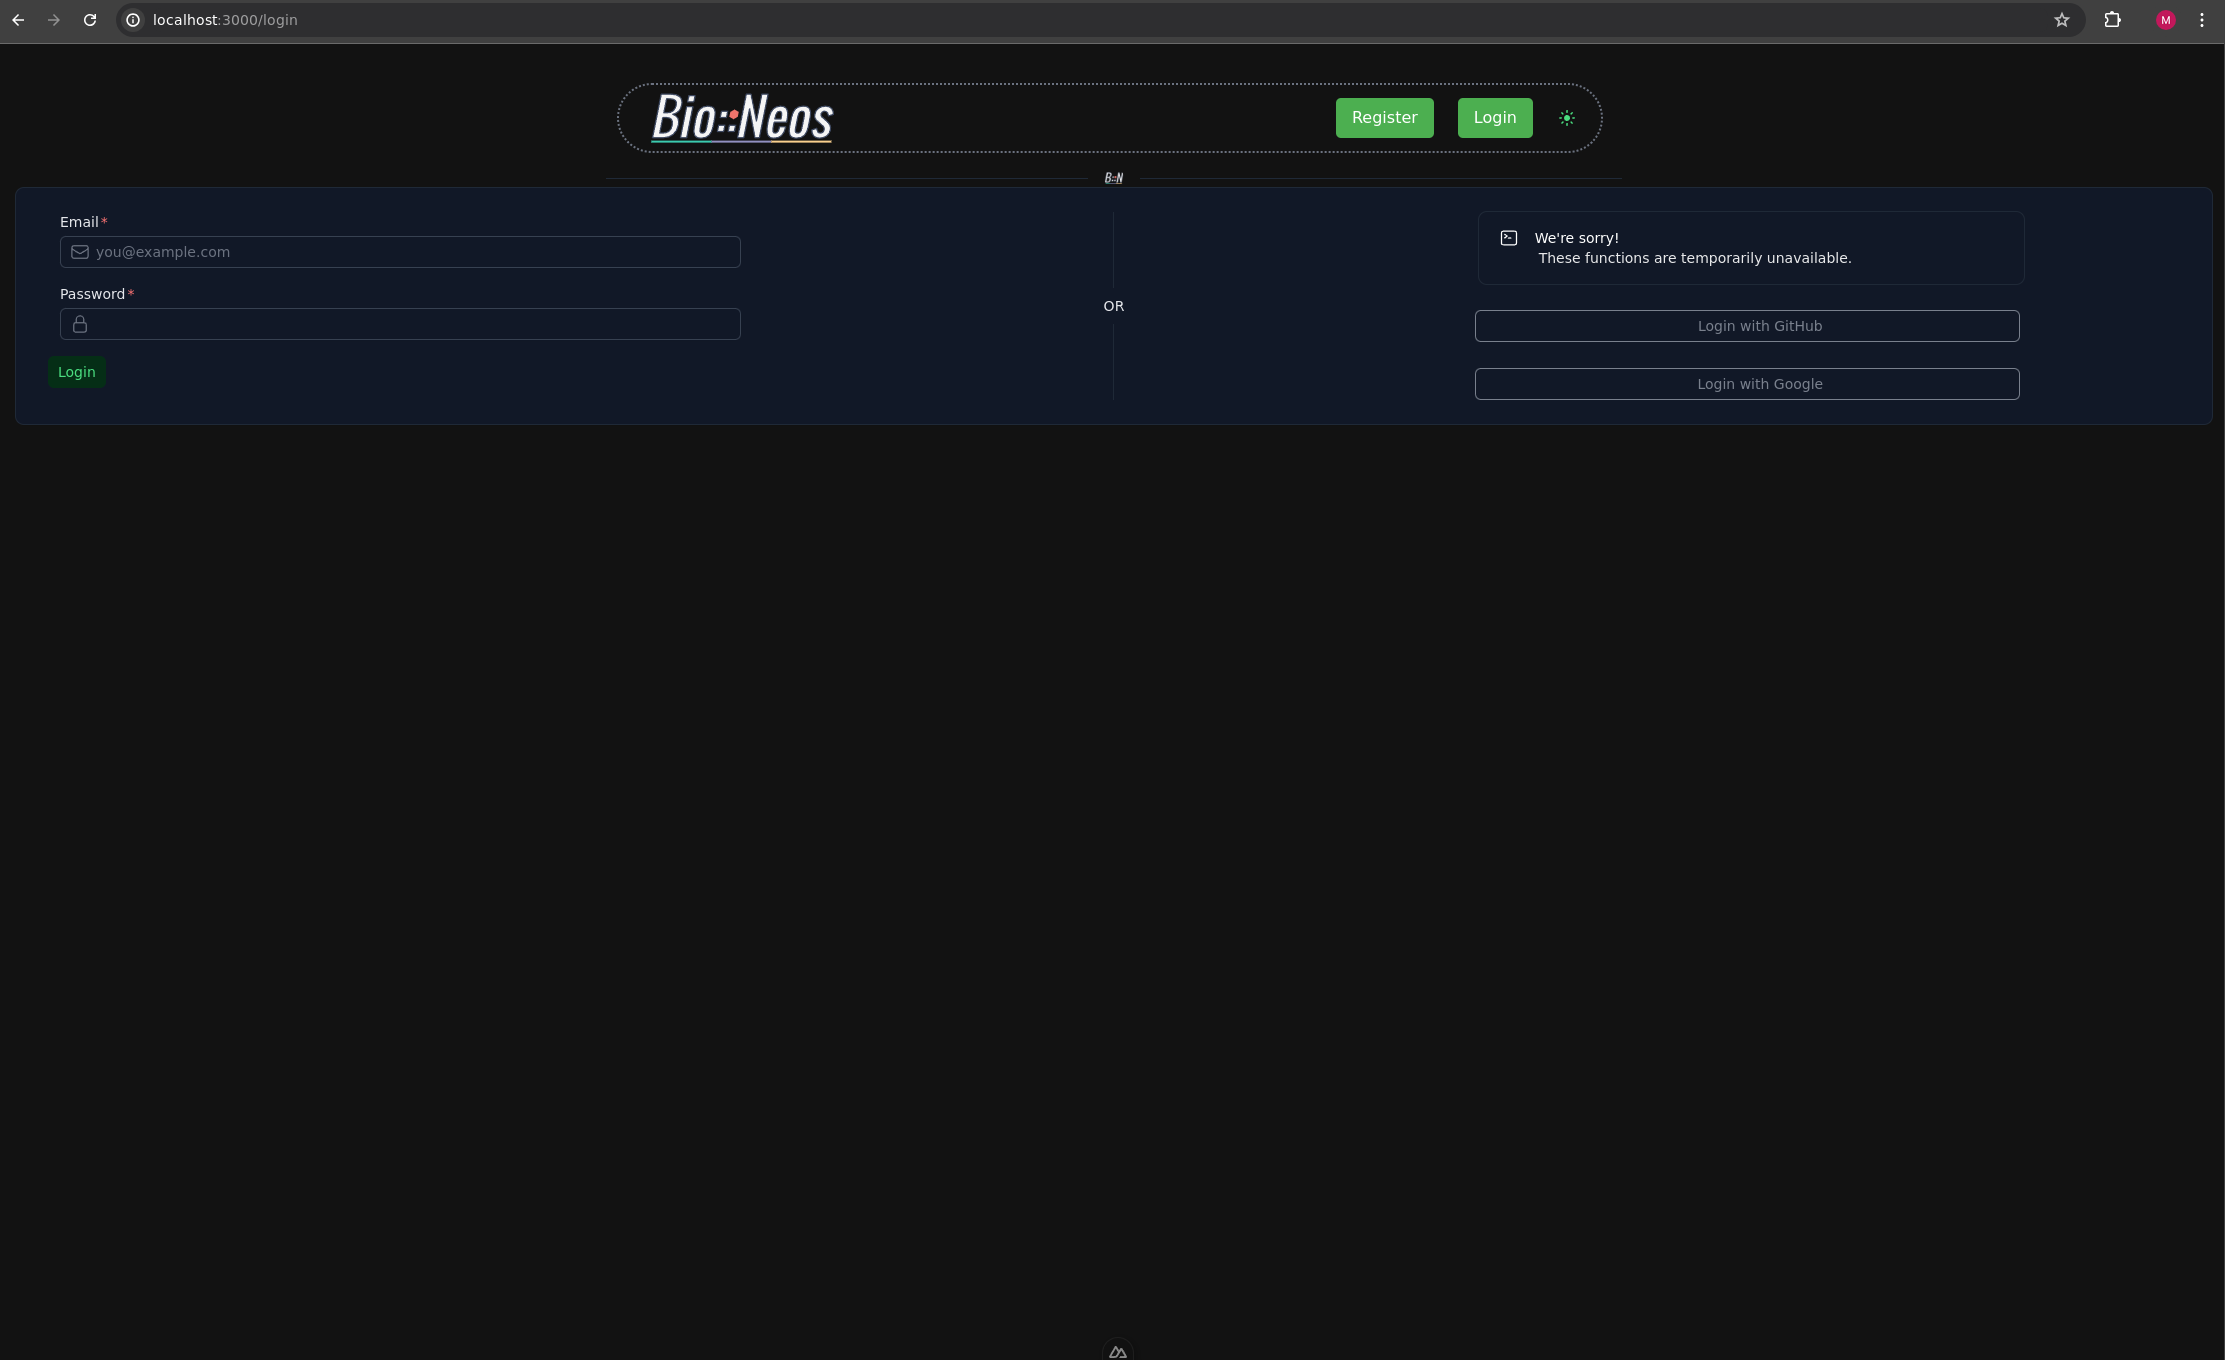 localhost:3000/login
M
Bio::Neos
Register
Login
B::N
Email*
you@example.com
Password*
Login
OR
We're sorry!
These functions are temporarily unavailable.
Login with GitHub
Login with Google